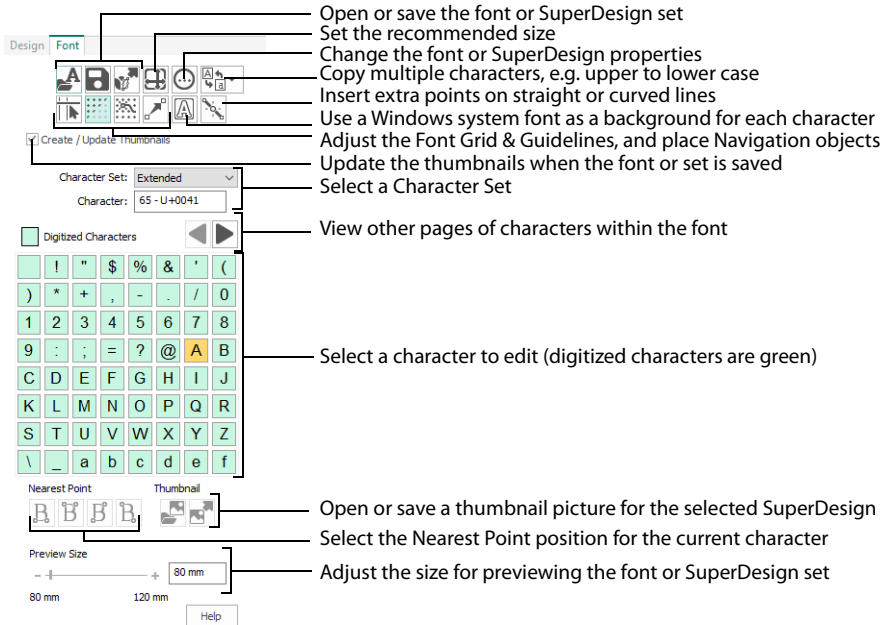 Open or save the font or SuperDesign set
Set the recommended size
Design Font
Change the font or SuperDesign properties
Copy multiple characters, e.g. upper to lower case
Insert extra points on straight or curved lines
Use a Windows system font as a background for each character
Adjust the Font Grid & Guidelines, and place Navigation objects
Create / Update Thumbnails
Update the thumbnails when the font or set is saved
Character Set: Extended
Select a Character Set
Character: 65 - U+0041
View other pages of characters within the font
Digitized Characters
! " $ % & ' (
) * + , - . / 0
1 2 3 4 5 6 7 8
9 : ; = ? @ A B
Select a character to edit (digitized characters are green)
C D E F G H I J
K L M N O P Q R
S T U V W X Y Z
\ _ a b c d e f
Nearest Point Thumbnail
Open or save a thumbnail picture for the selected SuperDesign
Select the Nearest Point position for the current character
Preview Size
- + 80 mm
Adjust the size for previewing the font or SuperDesign set
80 mm 120 mm
Help